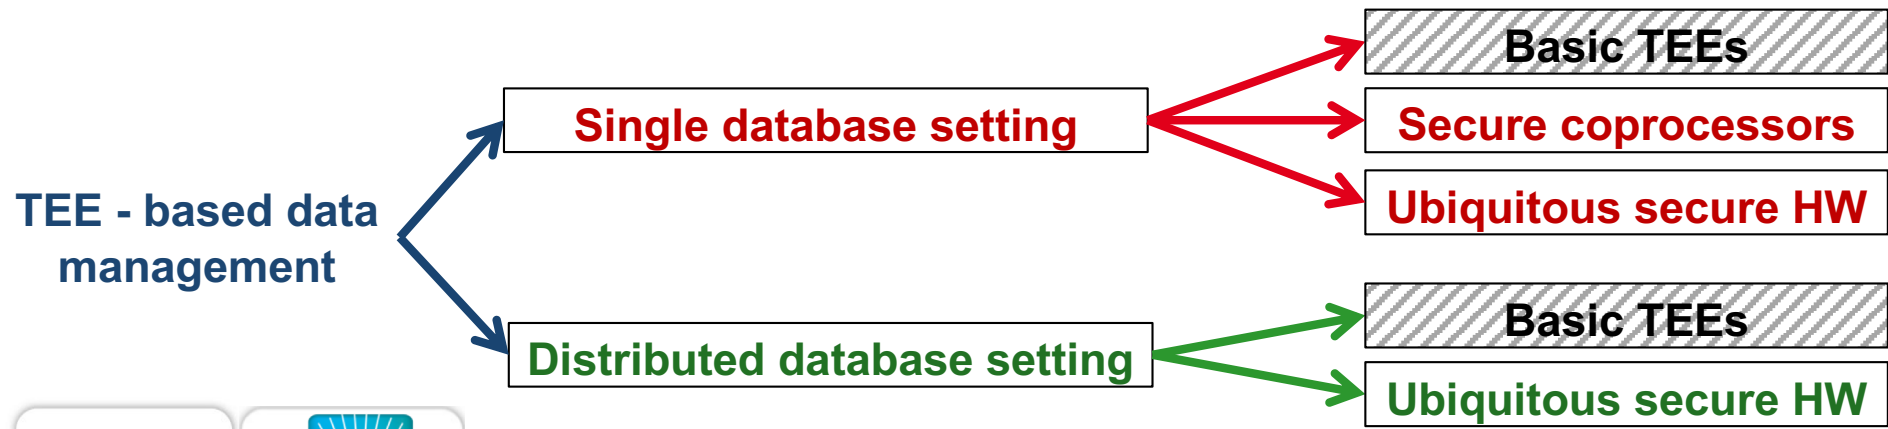 Basic TEEs
Single database setting
Secure coprocessors
TEE - based data
management
Ubiquitous secure HW
Basic TEEs
Distributed database setting
Ubiquitous secure HW